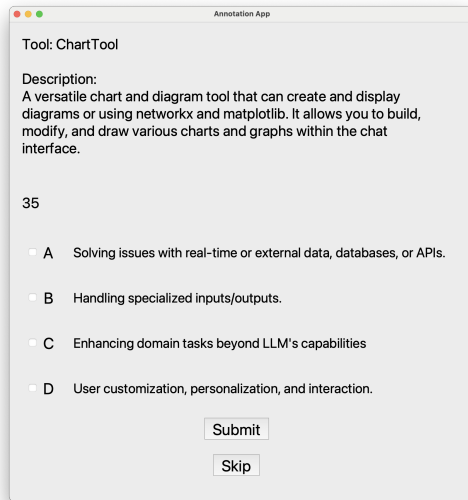 Annotation App
Tool: ChartTool
Description:
A versatile chart and diagram tool that can create and display
diagrams or using networkx and matplotlib. It allows you to build,
modify, and draw various charts and graphs within the chat
interface.
35
A Solving issues with real-time or external data, databases, or APIs.
B Handling specialized inputs/outputs.
C Enhancing domain tasks beyond LLM's capabilities
D User customization, personalization, and interaction.
Submit
Skip